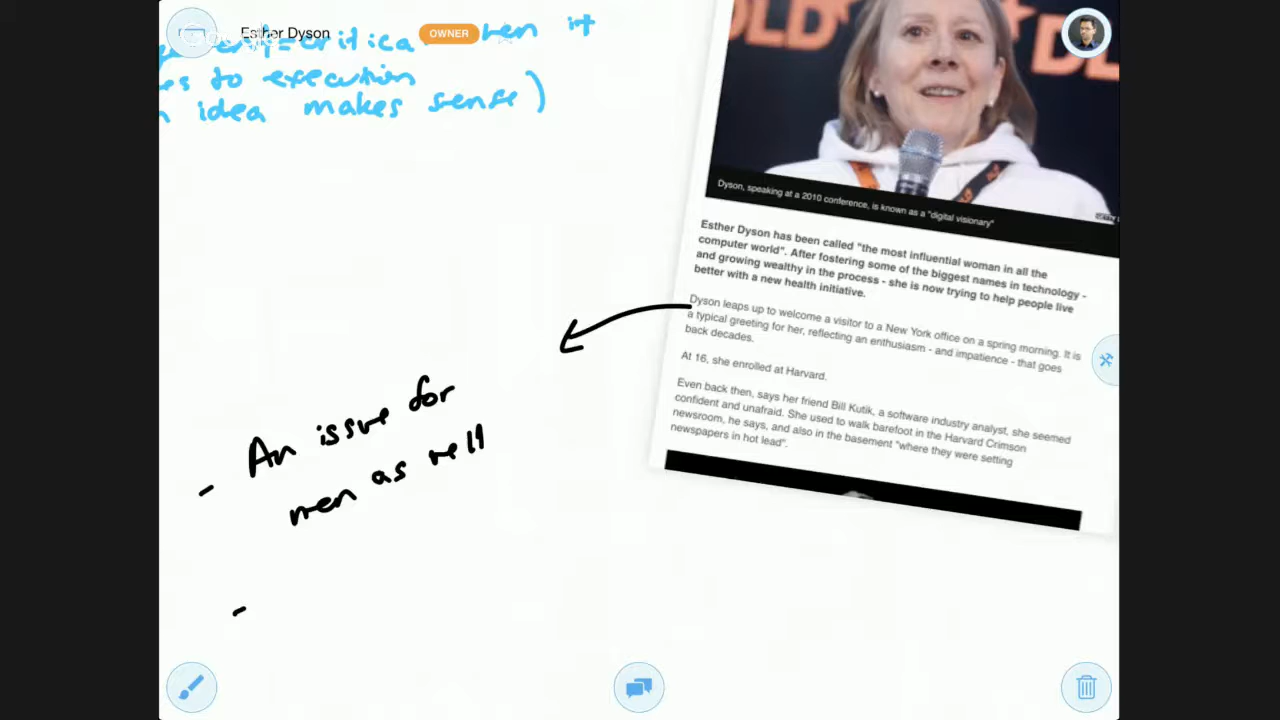 Esther Dyson
OWNER
critica
es to execution
idea makes sense)
Dyson, speaking at a 2010 conference, is known as a "digital visionary"
Esther Dyson has been called "the most influential woman in all the
computer world". After fostering some of the biggest names in technology -
and growing wealthy in the process - she is now trying to help people live
better with a new health initiative.
Dyson leaps up to welcome a visitor to a New York office on a spring morning. It is
a typical greeting for her, reflecting an enthusiasm - and impatience - that goes
back decades.
At 16, she enrolled at Harvard.
Even back then, says her friend Bill Kutik, a software industry analyst, she seemed
confident and unafraid. She used to walk barefoot in the Harvard Crimson
newsroom, he says, and also in the basement "where they were setting
newspapers in hot lead".
- An issue for
men as well
-